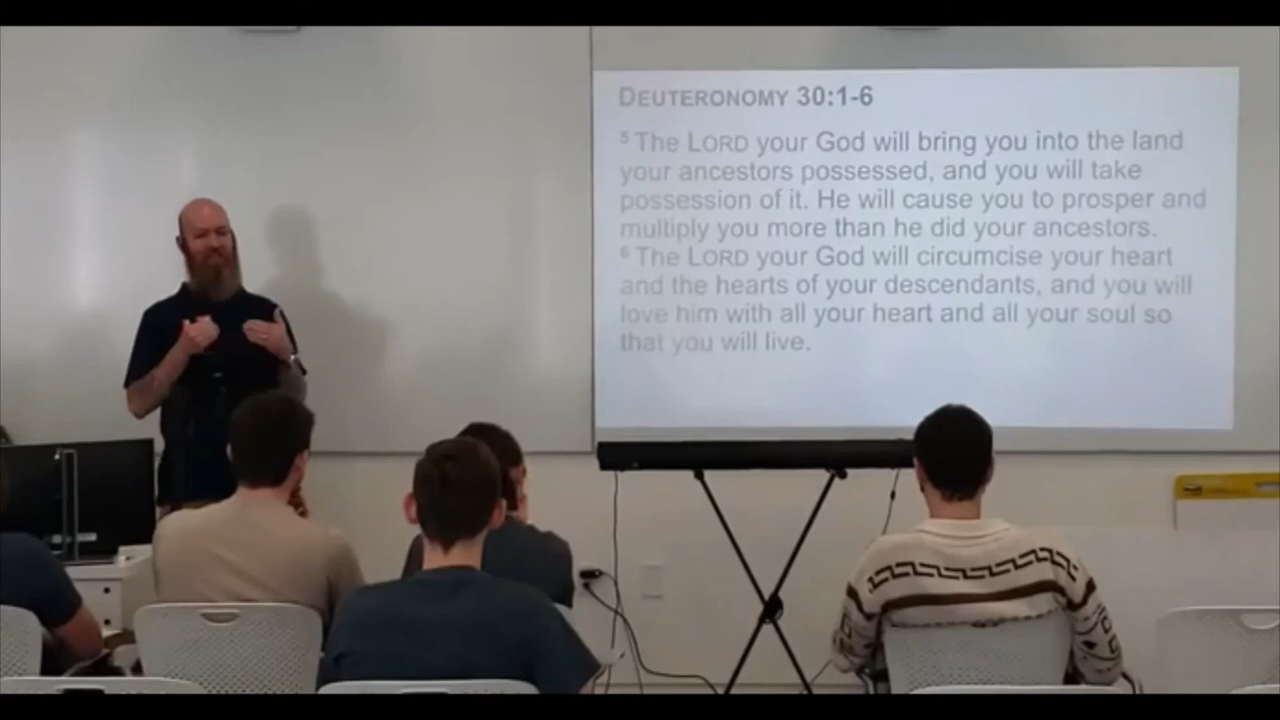 DEUTERONOMY 30:1-6
⁵ The LORD your God will bring you into the land
your ancestors possessed, and you will take
possession of it. He will cause you to prosper and
multiply you more than he did your ancestors.
⁶ The LORD your God will circumcise your heart
and the hearts of your descendants, and you will
love him with all your heart and all your soul so
that you will live.